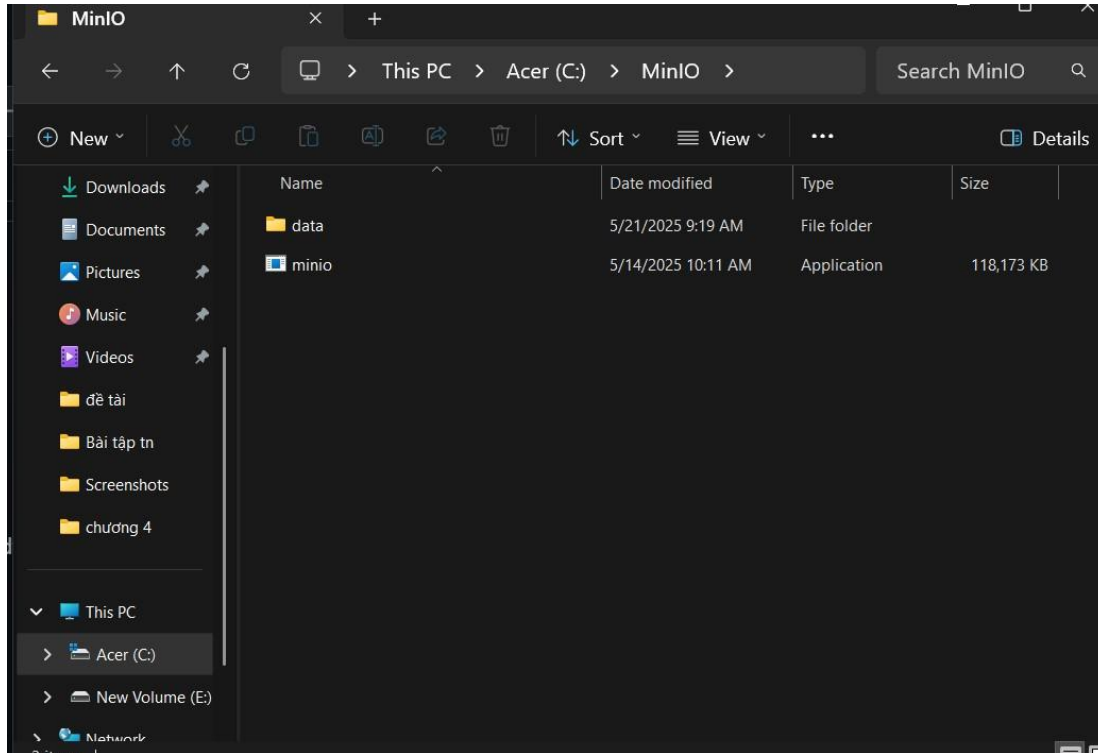 MinIO
This PC > Acer (C:) > MinIO >
Search MinIO
New
Sort
View
Details
Name Date modified Type Size
data 5/21/2025 9:19 AM File folder
minio 5/14/2025 10:11 AM Application 118,173 KB
Downloads
Documents
Pictures
Music
Videos
đề tài
Bài tập tn
Screenshots
chương 4
This PC
Acer (C:)
New Volume (E:)
Network